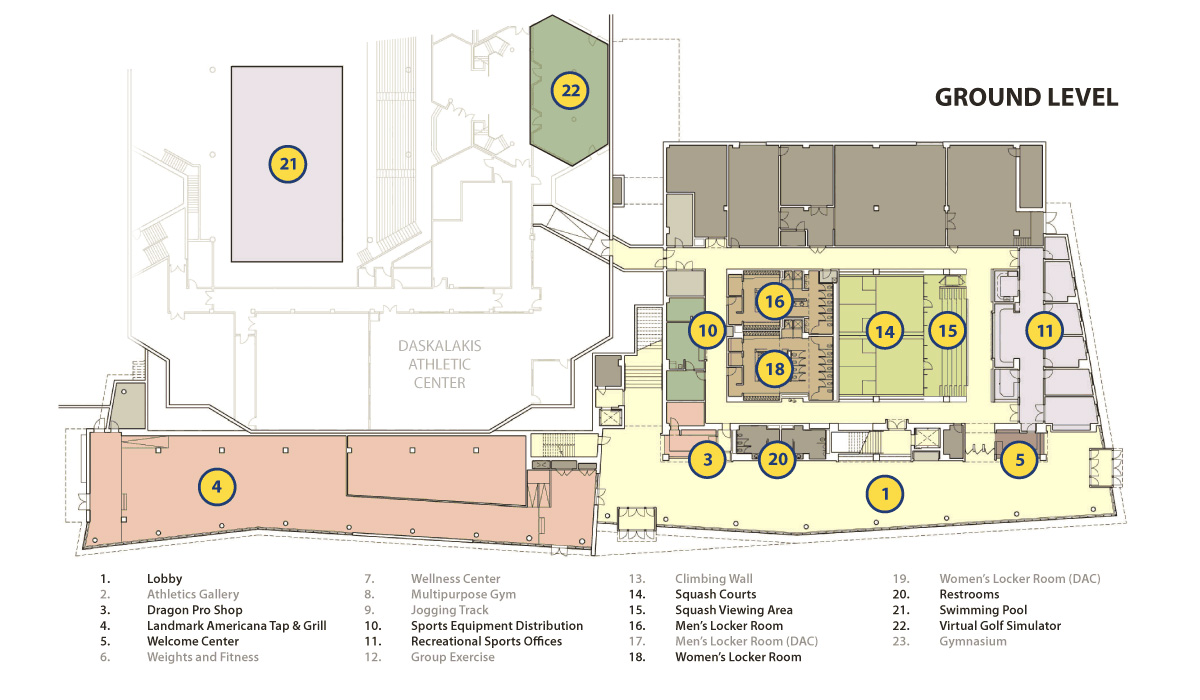 GROUND LEVEL
22
21
16
10
14
15
11
18
DASKALAKIS
ATHLETIC
CENTER
3
20
5
4
1
1. Lobby
2. Athletics Gallery
3. Dragon Pro Shop
4. Landmark Americana Tap & Grill
5. Welcome Center
6. Weights and Fitness
7. Wellness Center
8. Multipurpose Gym
9. Jogging Track
10. Sports Equipment Distribution
11. Recreational Sports Offices
12. Group Exercise
13. Climbing Wall
14. Squash Courts
15. Squash Viewing Area
16. Men's Locker Room
17. Men's Locker Room (DAC)
18. Women's Locker Room
19. Women's Locker Room (DAC)
20. Restrooms
21. Swimming Pool
22. Virtual Golf Simulator
23. Gymnasium